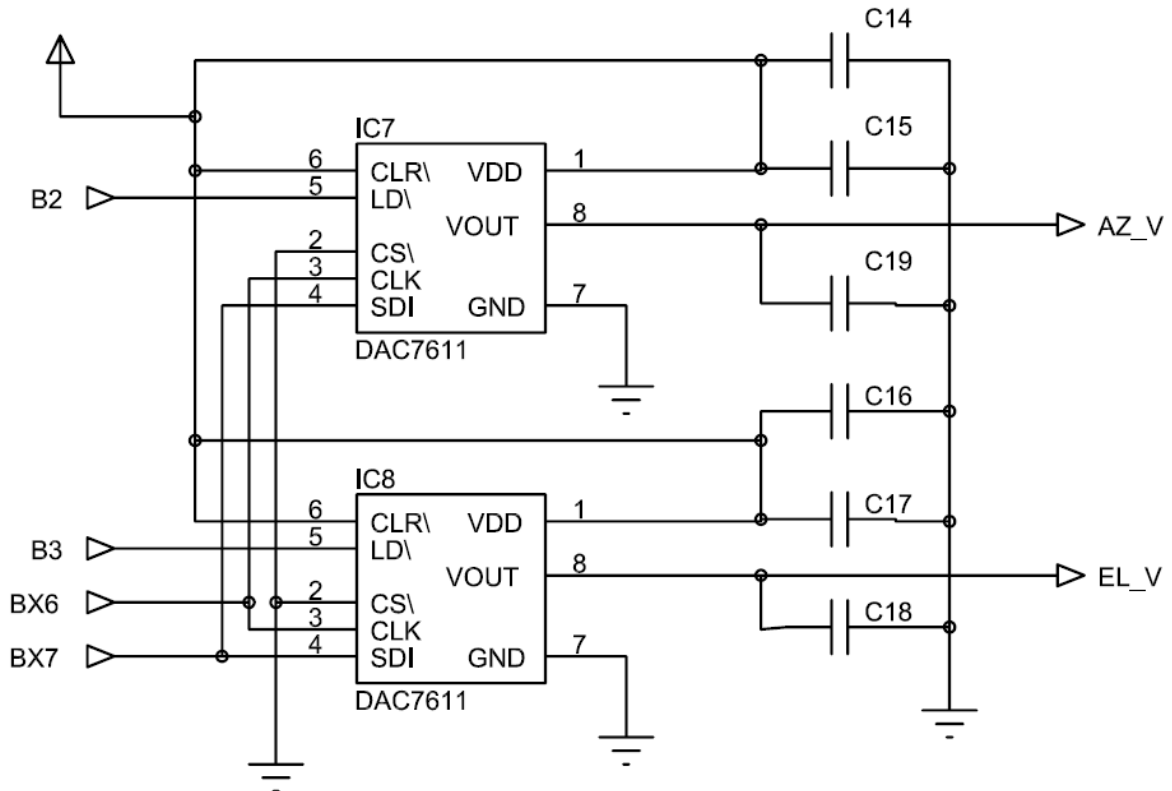 C14
IC7
C15
6 CLR\ VDD 1
B2 5 LD\
VOUT 8 AZ_V
2 CS\
3 CLK C19
4 SDI GND 7
DAC7611
C16
IC8
6 CLR\ VDD 1 C17
B3 5 LD\
VOUT 8 EL_V
BX6 2 CS\
3 CLK C18
BX7 4 SDI GND 7
DAC7611